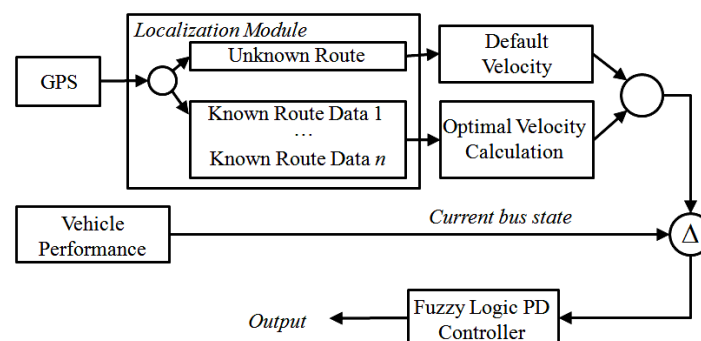 Localization Module
GPS
Unknown Route
Default
Velocity
Known Route Data 1
...
Known Route Data n
Optimal Velocity
Calculation
Vehicle
Performance
Current bus state
Δ
Output
Fuzzy Logic PD
Controller